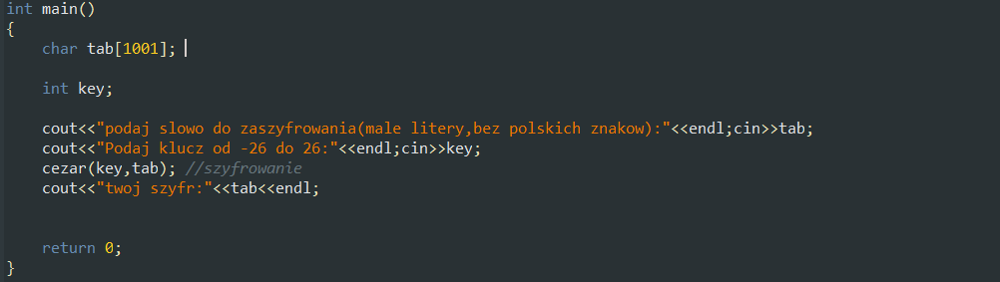 int main()
{
    char tab[1001];
    int key;
    cout<<"podaj slowo do zaszyfrowania(male litery,bez polskich znakow):"<<endl;cin>>tab;
    cout<<"Podaj klucz od -26 do 26:"<<endl;cin>>key;
    cezar(key,tab); //szyfrowanie
    cout<<"twoj szyfr:"<<tab<<endl;
    return 0;
}